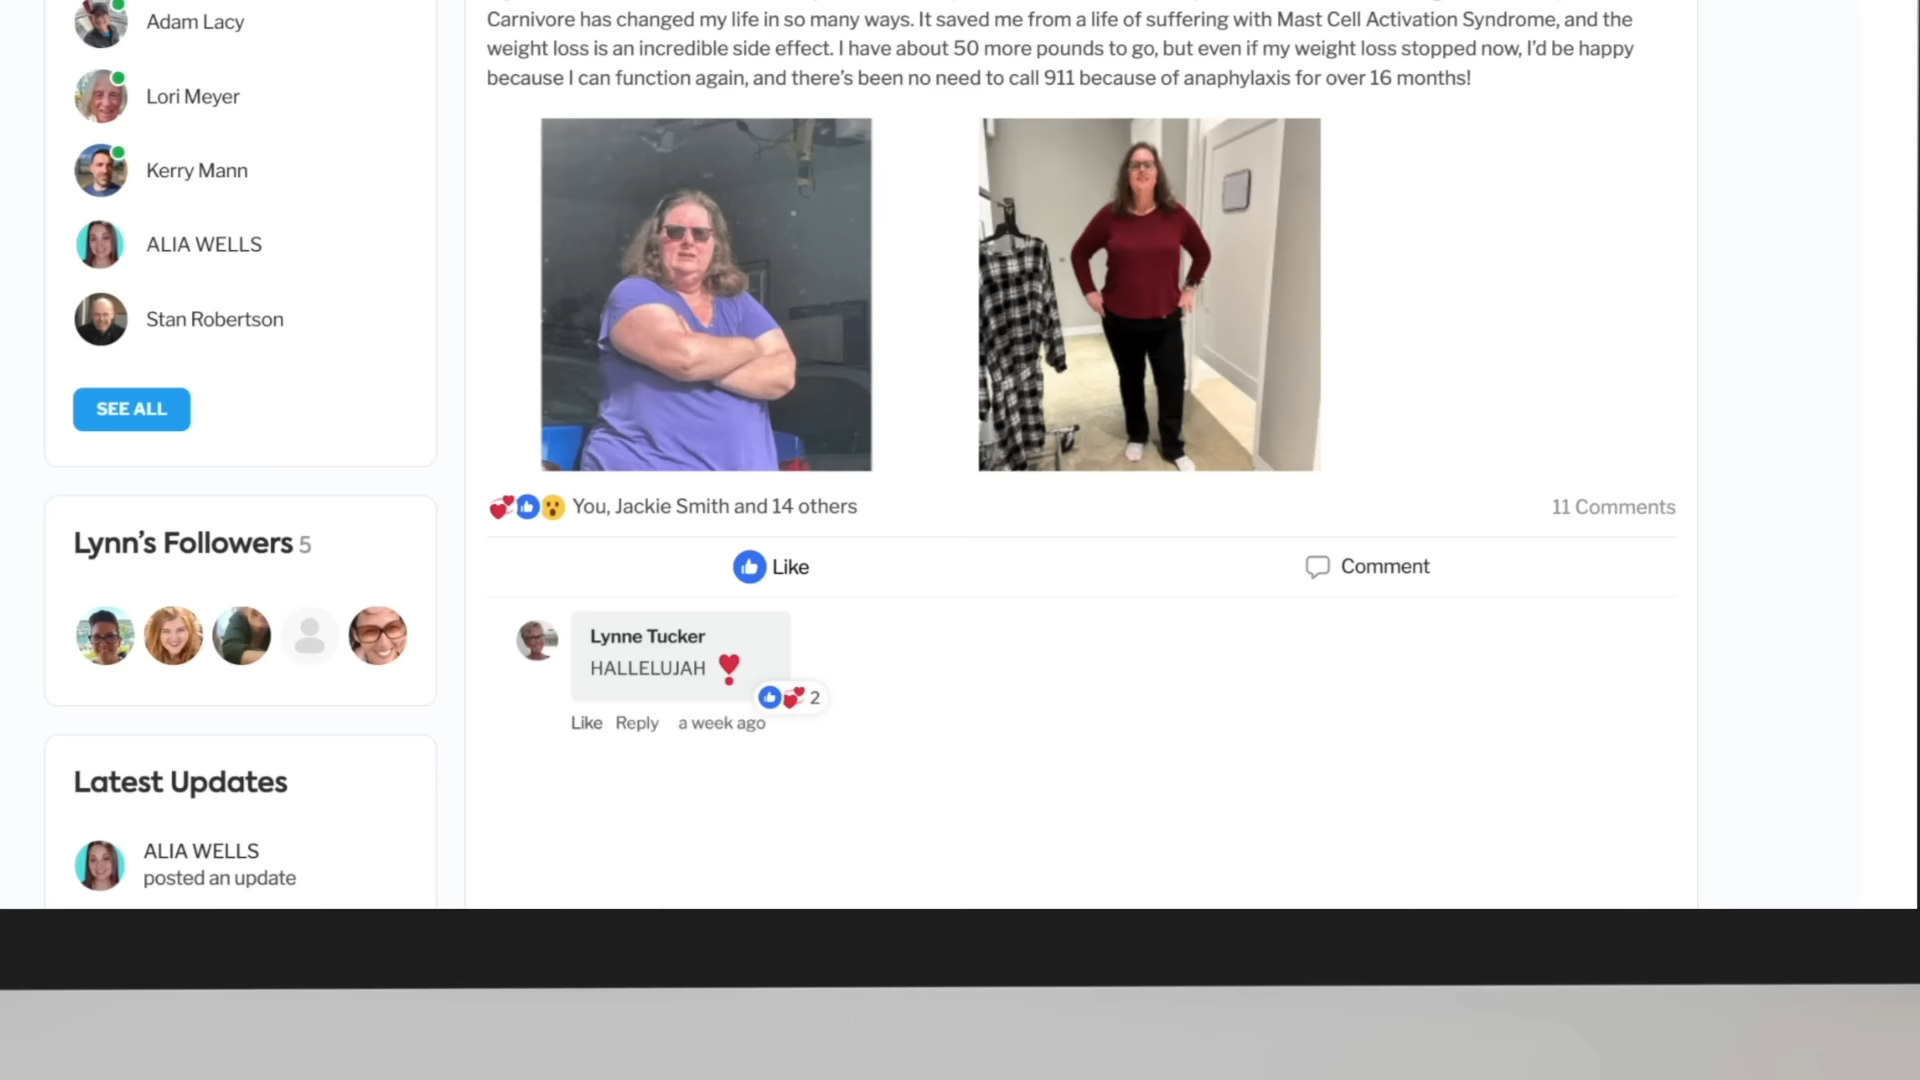 Adam Lacy
Lori Meyer
Kerry Mann
ALIA WELLS
Stan Robertson
SEE ALL
Lynn’s Followers 5
Latest Updates
ALIA WELLS
posted an update
Carnivore has changed my life in so many ways. It saved me from a life of suffering with Mast Cell Activation Syndrome, and the
weight loss is an incredible side effect. I have about 50 more pounds to go, but even if my weight loss stopped now, I’d be happy
because I can function again, and there’s been no need to call 911 because of anaphylaxis for over 16 months!
You, Jackie Smith and 14 others
11 Comments
Like
Comment
Lynne Tucker
HALLELUJAH ❣️
2
Like Reply a week ago